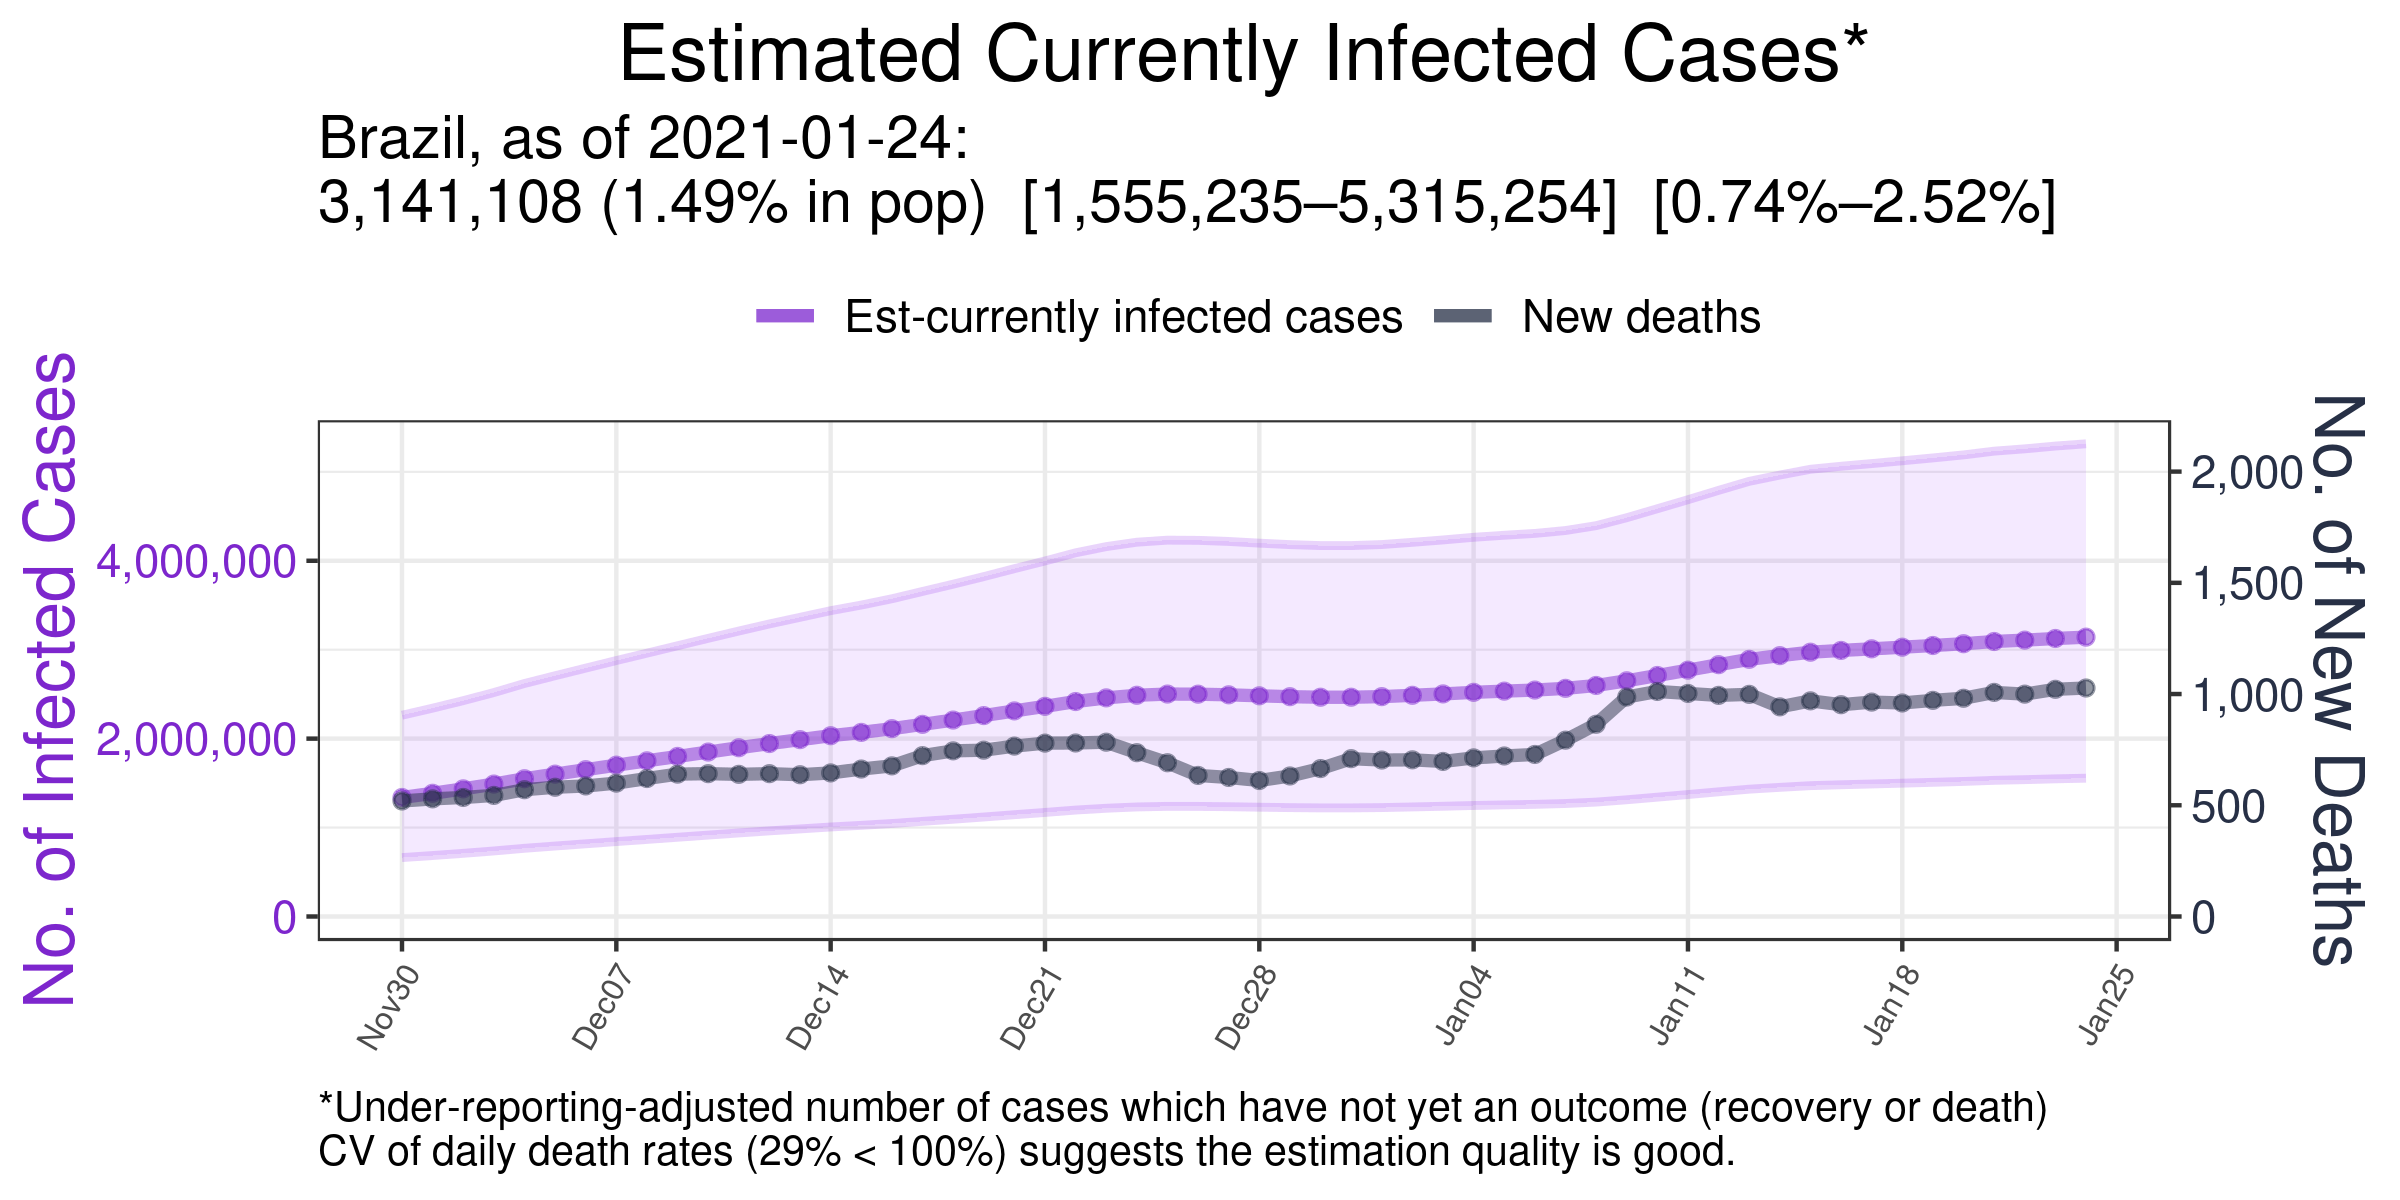 Estimated Currently Infected Cases*
Brazil, as of 2021-01-24:
3,141,108 (1.49% in pop)  [1,555,235–5,315,254]  [0.74%–2.52%]
Est-currently infected cases
New deaths
No. of Infected Cases
4,000,000
2,000,000
0
2,000
1,500
1,000
500
0
No. of New Deaths
Nov30
Dec07
Dec14
Dec21
Dec28
Jan04
Jan11
Jan18
Jan25
*Under-reporting-adjusted number of cases which have not yet an outcome (recovery or death)
CV of daily death rates (29% < 100%) suggests the estimation quality is good.